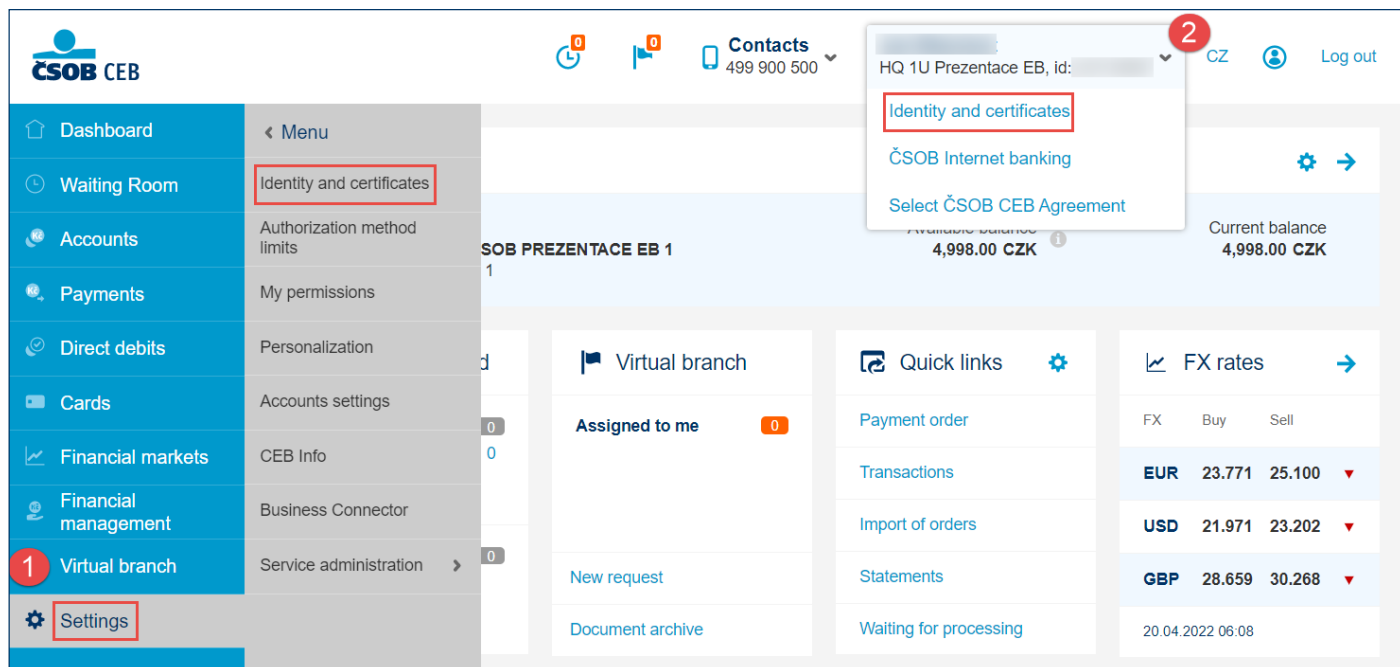 ČSOB CEB
0
0
Contacts
499 900 500
HQ 1U Prezentace EB, id:
2
CZ
Log out
Identity and certificates
ČSOB Internet banking
Select ČSOB CEB Agreement
Dashboard
Waiting Room
Accounts
Payments
Direct debits
Cards
Financial markets
Financial
management
1
Virtual branch
Settings
Menu
Identity and certificates
Authorization method
limits
My permissions
Personalization
Accounts settings
CEB Info
Business Connector
Service administration
SOB PREZENTACE EB 1
1
Available balance
4,998.00 CZK
Current balance
4,998.00 CZK
d
0
0
0
Virtual branch
Assigned to me
0
New request
Document archive
Quick links
Payment order
Transactions
Import of orders
Statements
Waiting for processing
FX rates
FX Buy Sell
EUR 23.771 25.100
USD 21.971 23.202
GBP 28.659 30.268
20.04.2022 06:08